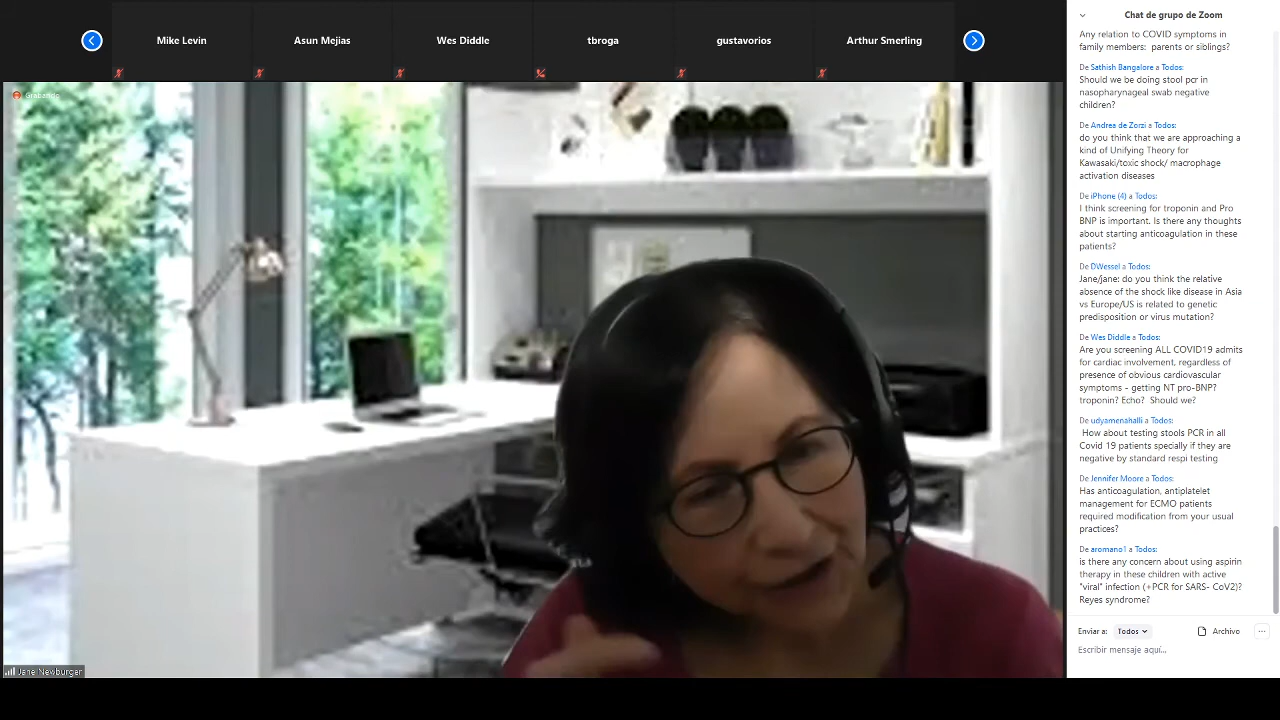 Mike Levin
Asun Mejias
Wes Diddle
tbroga
gustavorios
Arthur Smerling
Grabando
Jane Newburger
Chat de grupo de Zoom
Any relation to COVID symptoms in
family members: parents or siblings?
De Sathish Bangalore a Todos:
Should we be doing stool pcr in
nasopharynageal swab negative
children?
De Andrea de Zorzi a Todos:
do you think that we are approaching a
kind of Unifying Theory for
Kawasaki/toxic shock/ macrophage
activation diseases
De iPhone (4) a Todos:
I think screening for troponin and Pro
BNP is important. Is there any thoughts
about starting anticoagulation in these
patients?
De DWessel a Todos:
Jane/jane: do you think the relative
absence of the shock like disease in Asia
vs Europe/US is related to genetic
predisposition or virus mutation?
De Wes Diddle a Todos:
Are you screening ALL COVID19 admits
for cardiac involvement, regardless of
presence of obvious cardiovascular
symptoms - getting NT pro-BNP?
troponin? Echo? Should we?
De udyamenahalli a Todos:
How about testing stools PCR in all
Covid 19 patients specially if they are
negative by standard respi testing
De Jennifer Moore a Todos:
Has anticoagulation, antiplatelet
management for ECMO patients
required modification from your usual
practices?
De aromano1 a Todos:
is there any concern about using aspirin
therapy in these children with active
"viral" infection (+PCR for SARS- CoV2)?
Reyes syndrome?
Enviar a: Todos
Archivo
Escribir mensaje aquí...